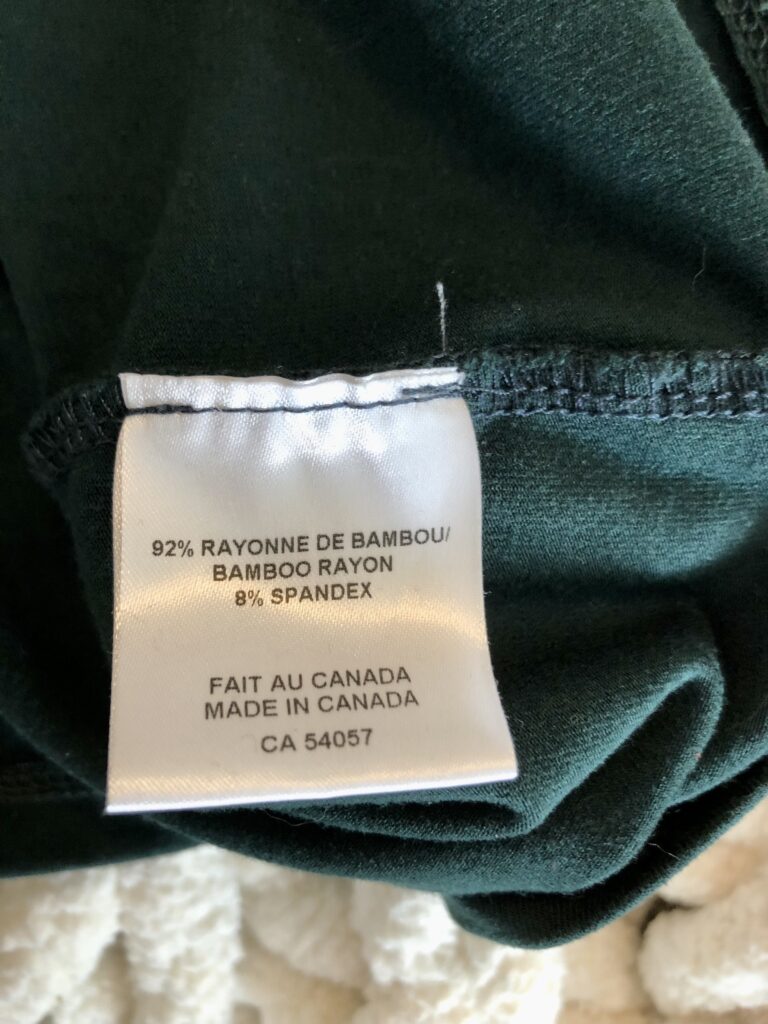 92% RAYONNE DE BAMBOU/
BAMBOO RAYON
8% SPANDEX
FAIT AU CANADA
MADE IN CANADA
CA 54057